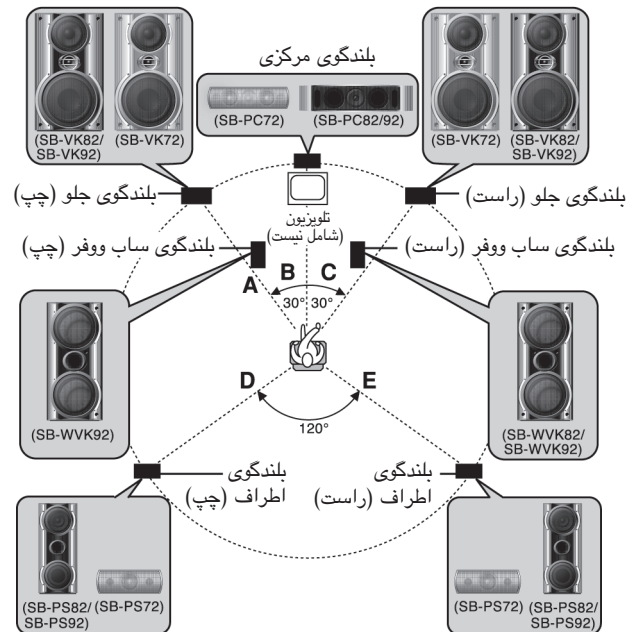 بلندگوی مرکزی
(SB-PC72)
(SB-PC82/92)
(SB-VK82/
SB-VK92)
(SB-VK72)
(SB-VK72)
(SB-VK82/
SB-VK92)
بلندگوی جلو (چپ)
بلندگوی جلو (راست)
تلویزیون
(شامل نیست)
بلندگوی ساب ووفر (چپ)
بلندگوی ساب ووفر (راست)
A
B
C
30°
30°
D
E
120°
(SB-WVK92)
(SB-WVK82/
SB-WVK92)
بلندگوی
اطراف (چپ)
بلندگوی
اطراف (راست)
(SB-PS82/
SB-PS92)
(SB-PS72)
(SB-PS72)
(SB-PS82/
SB-PS92)